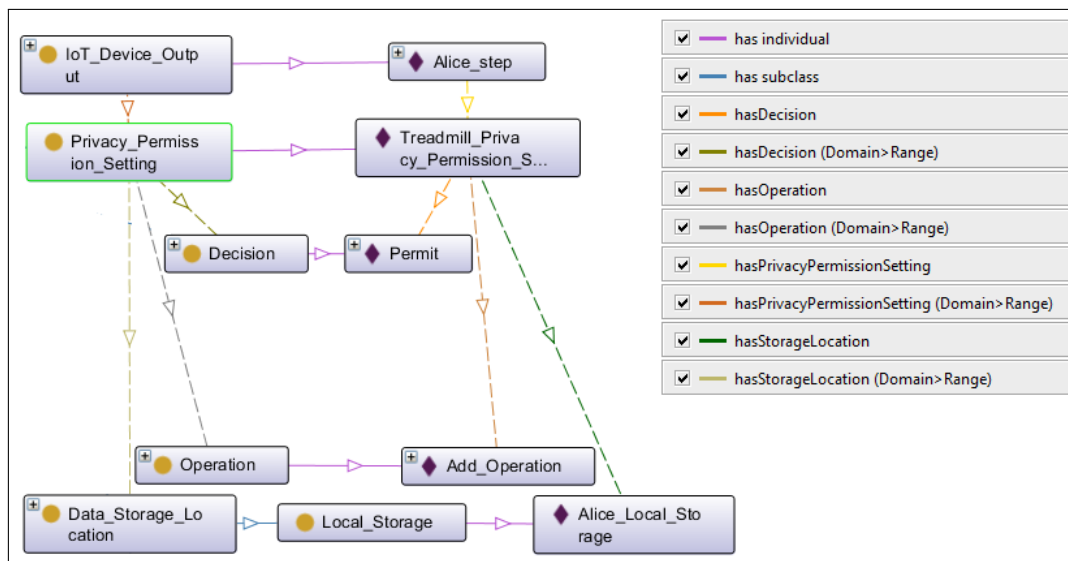 IoT_Device_Outp
ut
Alice_step
Privacy_Permiss
ion_Setting
Treadmill_Priva
cy_Permission_S...
Decision
Permit
Operation
Add_Operation
Data_Storage_Lo
cation
Local_Storage
Alice_Local_Sto
rage
has individual
has subclass
hasDecision
hasDecision (Domain>Range)
hasOperation
hasOperation (Domain>Range)
hasPrivacyPermissionSetting
hasPrivacyPermissionSetting (Domain>Range)
hasStorageLocation
hasStorageLocation (Domain>Range)